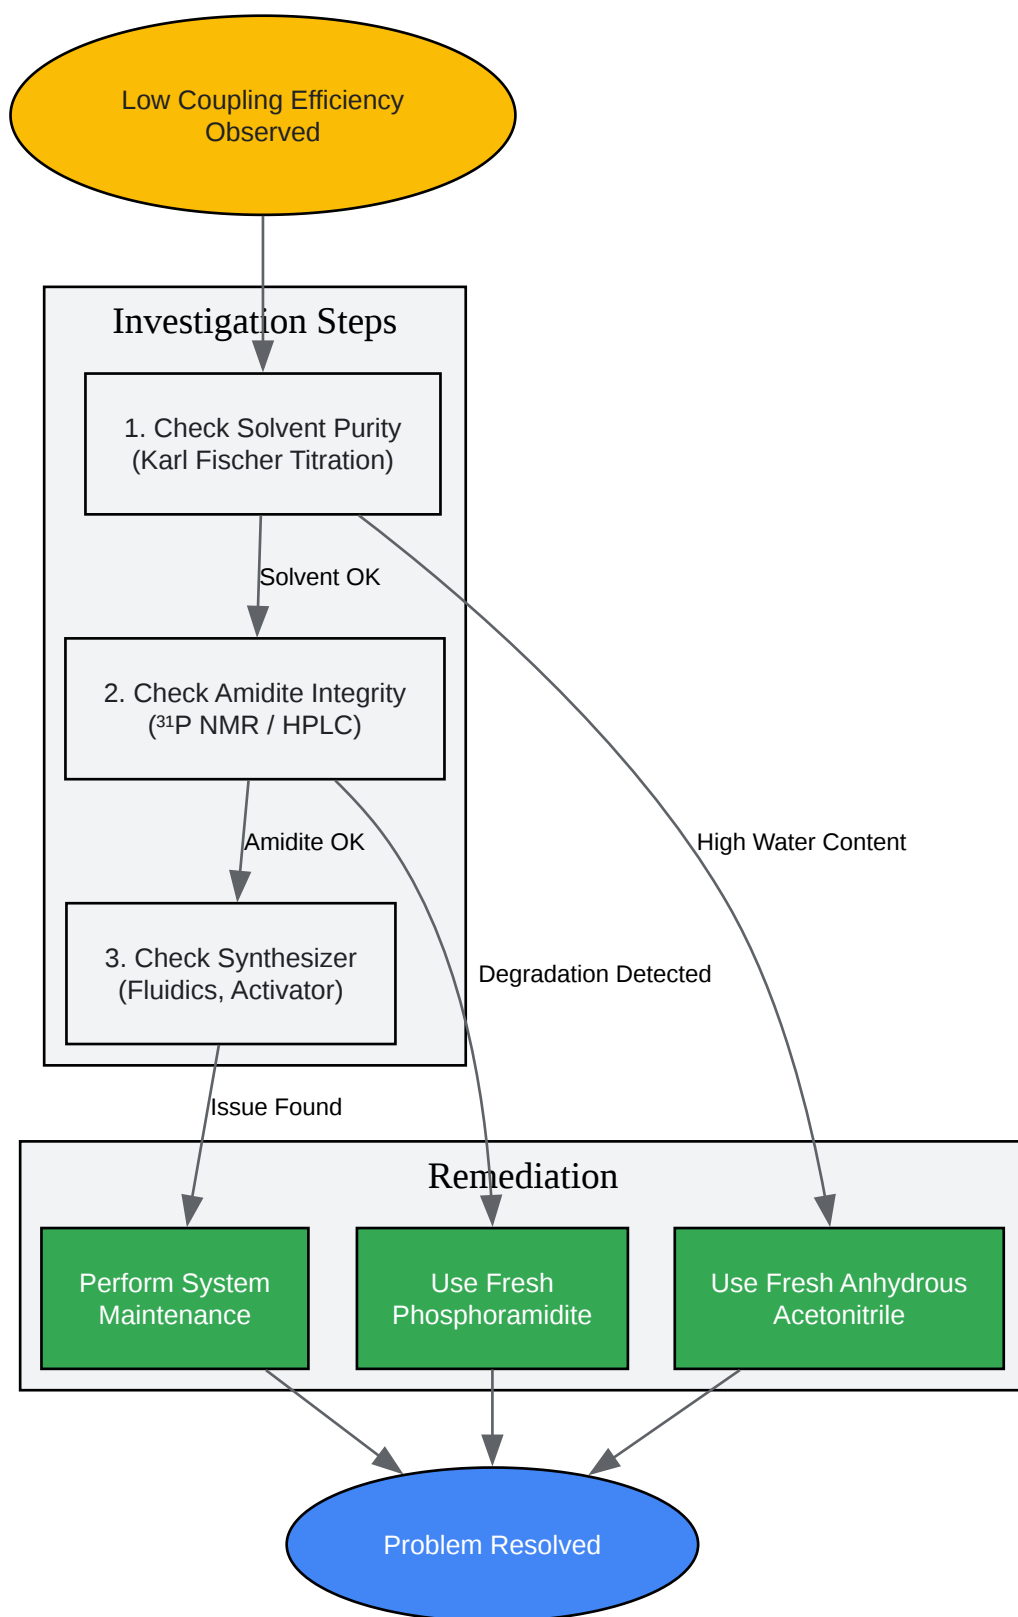 Low Coupling Efficiency
Observed
Investigation Steps
1. Check Solvent Purity
(Karl Fischer Titration)
Solvent OK
2. Check Amidite Integrity
(³¹P NMR / HPLC)
Amidite OK
High Water Content
3. Check Synthesizer
(Fluidics, Activator)
Degradation Detected
Issue Found
Remediation
Perform System
Maintenance
Use Fresh
Phosphoramidite
Use Fresh Anhydrous
Acetonitrile
Problem Resolved